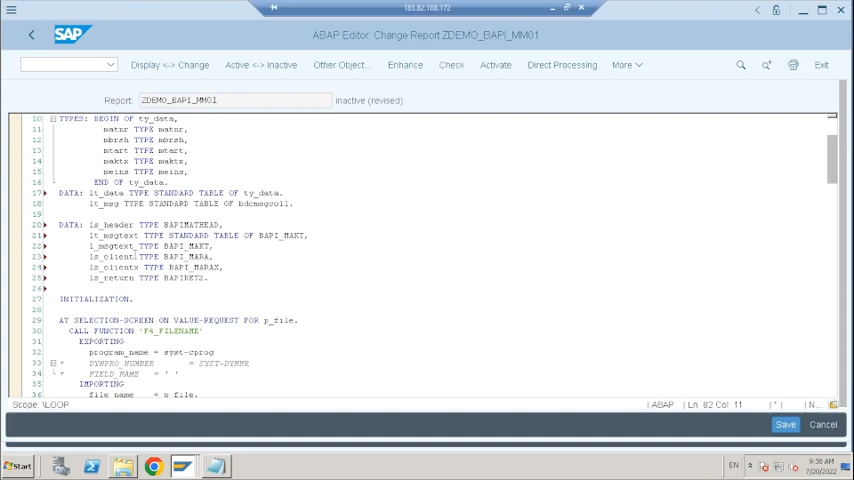 183.82.108.172
SAP
ABAP Editor: Change Report ZDEMO_BAPI_MM01
Display <-> Change Active <-> Inactive Other Object... Enhance Check Activate Direct Processing More Exit
Report: ZDEMO_BAPI_MM01 inactive (revised)
10 TYPES: BEGIN OF ty_data,
11 matnr TYPE matnr,
12 mbrsh TYPE mbrsh,
13 mtart TYPE mtart,
14 maktx TYPE maktx,
15 meins TYPE meins,
16 END OF ty_data.
17 DATA: lt_data TYPE STANDARD TABLE OF ty_data.
18 lt_msg TYPE STANDARD TABLE OF bdcmsgcoll.
19
20 DATA: ls_header TYPE BAPIMATHEAD,
21 lt_msgtext TYPE STANDARD TABLE OF BAPI_MAKT,
22 l_msgtext TYPE BAPI_MAKT,
23 ls_client TYPE BAPI_MARA,
24 ls_clientx TYPE BAPI_MARAX,
25 ls_return TYPE BAPIRET2.
26
27 INITIALIZATION.
28
29 AT SELECTION-SCREEN ON VALUE-REQUEST FOR p_file.
30 CALL FUNCTION 'F4_FILENAME'
31 EXPORTING
32 program_name = syst-cprog
33 * DYNPRO_NUMBER = SYST-DYNNR
34 * FIELD_NAME = ' '
35 IMPORTING
36 file_name = p_file.
Scope: \LOOP ABAP Ln 82 Col 11 * N...
Save Cancel
Start EN 9:38 AM
7/20/2022